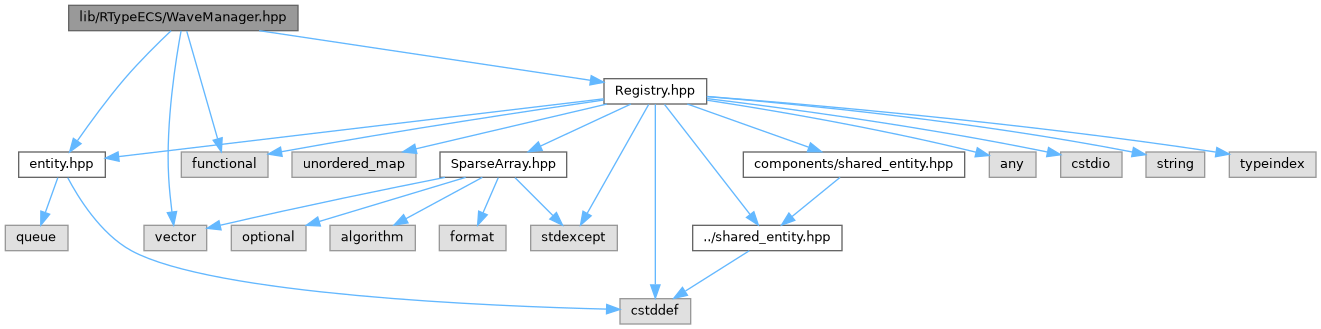 lib/RTypeECS/WaveManager.hpp
Registry.hpp
entity.hpp
functional
unordered_map
SparseArray.hpp
components/shared_entity.hpp
any
cstdio
string
typeindex
queue
vector
optional
algorithm
format
stdexcept
../shared_entity.hpp
cstddef